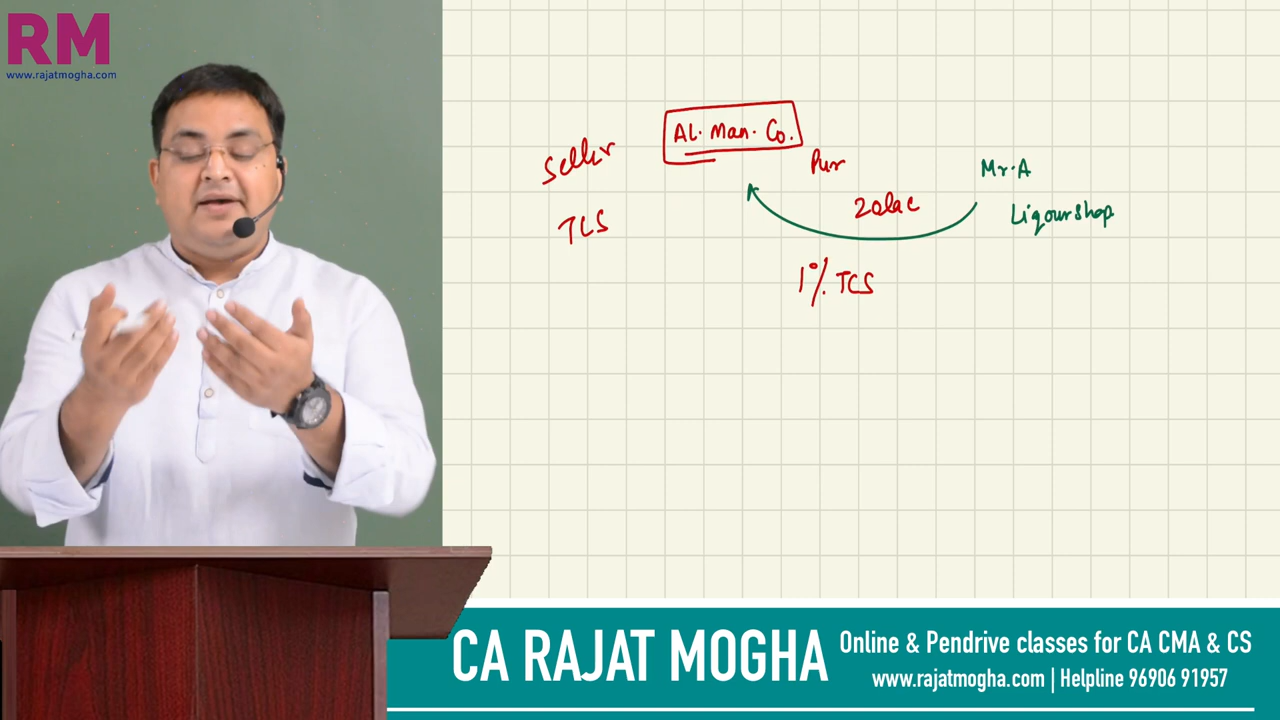 RM
www.rajatmogha.com
Seller
TCS
Al. Man. Co.
Pur
20lac
1% TCS
Mr. A
Liqourshop
CA RAJAT MOGHA
Online & Pendrive classes for CA CMA & CS
www.rajatmogha.com | Helpline 96906 91957